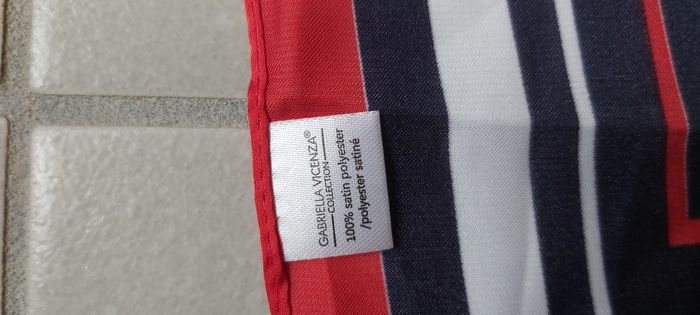 GABRIELLA VICENZA®
COLLECTION
100% satin polyester
/polyester satiné